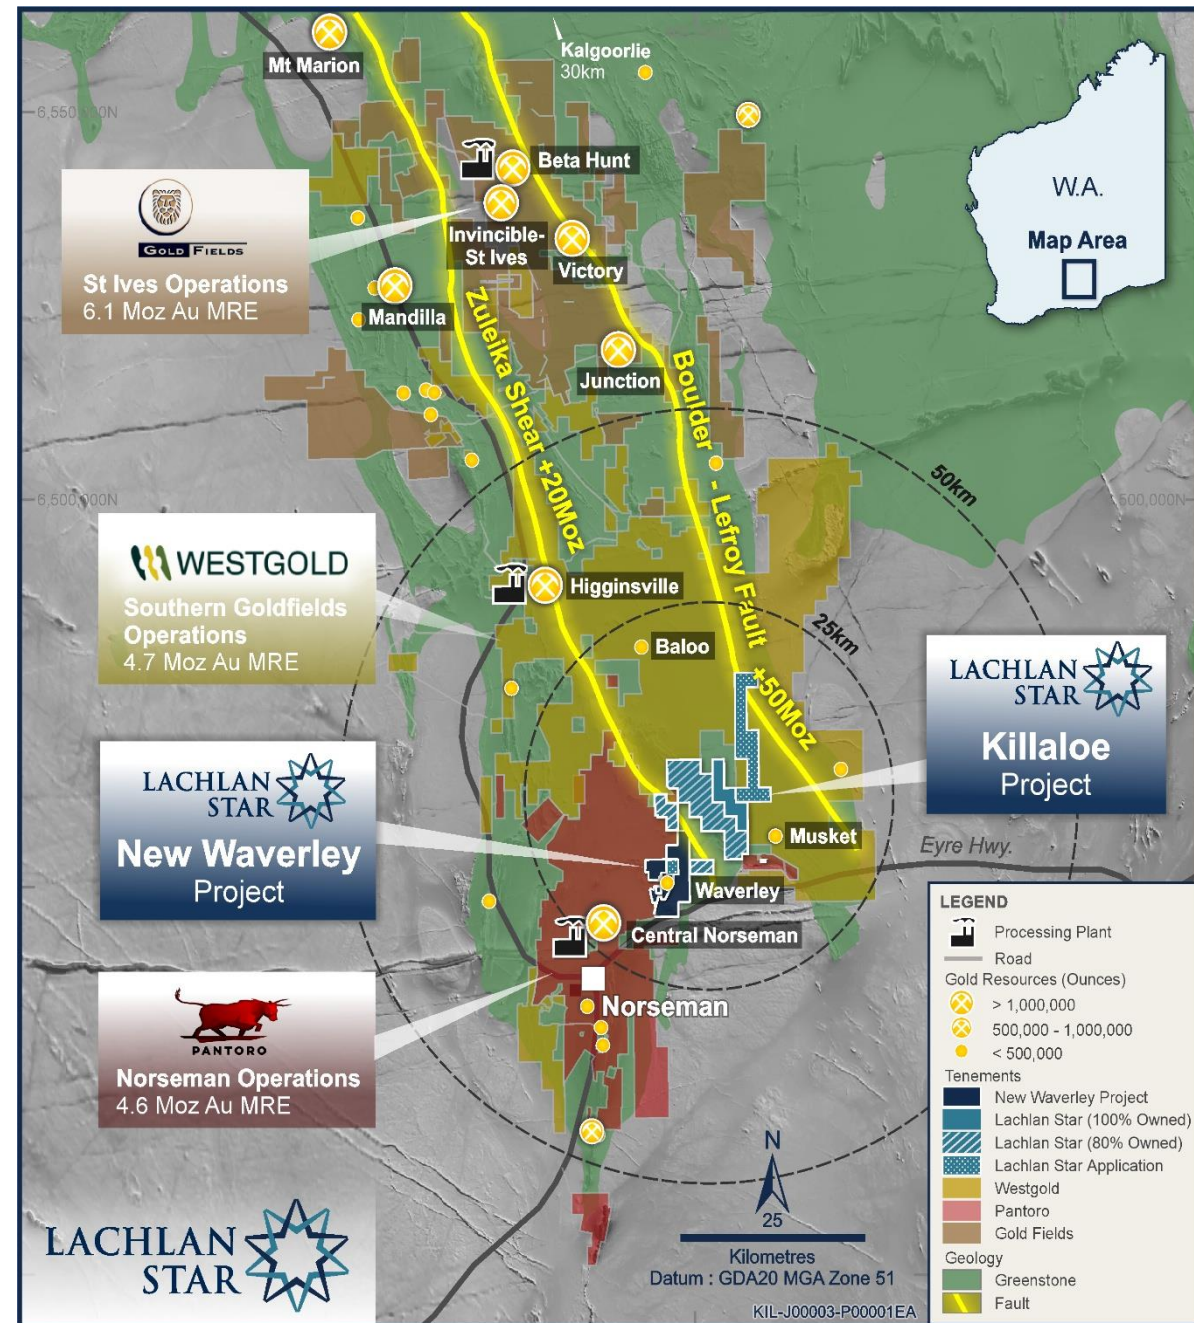 Mt Marion
Kalgoorlie
30km
6,550,000N
Beta Hunt
Invincible-
St Ives
Victory
Mandilla
Junction
GOLD FIELDS
St Ives Operations
6.1 Moz Au MRE
W.A.
Map Area
Zuleika Shear +20Moz
Boulder - Lefroy Fault +50Moz
50km
25km
6,500,000N
500,000N
WESTGOLD
Southern Goldfields
Operations
4.7 Moz Au MRE
Higginsville
Baloo
LACHLAN
STAR
Killaloe
Project
LACHLAN
STAR
New Waverley
Project
Musket
Eyre Hwy.
Waverley
Central Norseman
Norseman
PANTORO
Norseman Operations
4.6 Moz Au MRE
LACHLAN
STAR
N
25
Kilometres
Datum : GDA20 MGA Zone 51
KIL-J00003-P00001EA
LEGEND
Processing Plant
Road
Gold Resources (Ounces)
> 1,000,000
500,000 - 1,000,000
< 500,000
Tenements
New Waverley Project
Lachlan Star (100% Owned)
Lachlan Star (80% Owned)
Lachlan Star Application
Westgold
Pantoro
Gold Fields
Geology
Greenstone
Fault